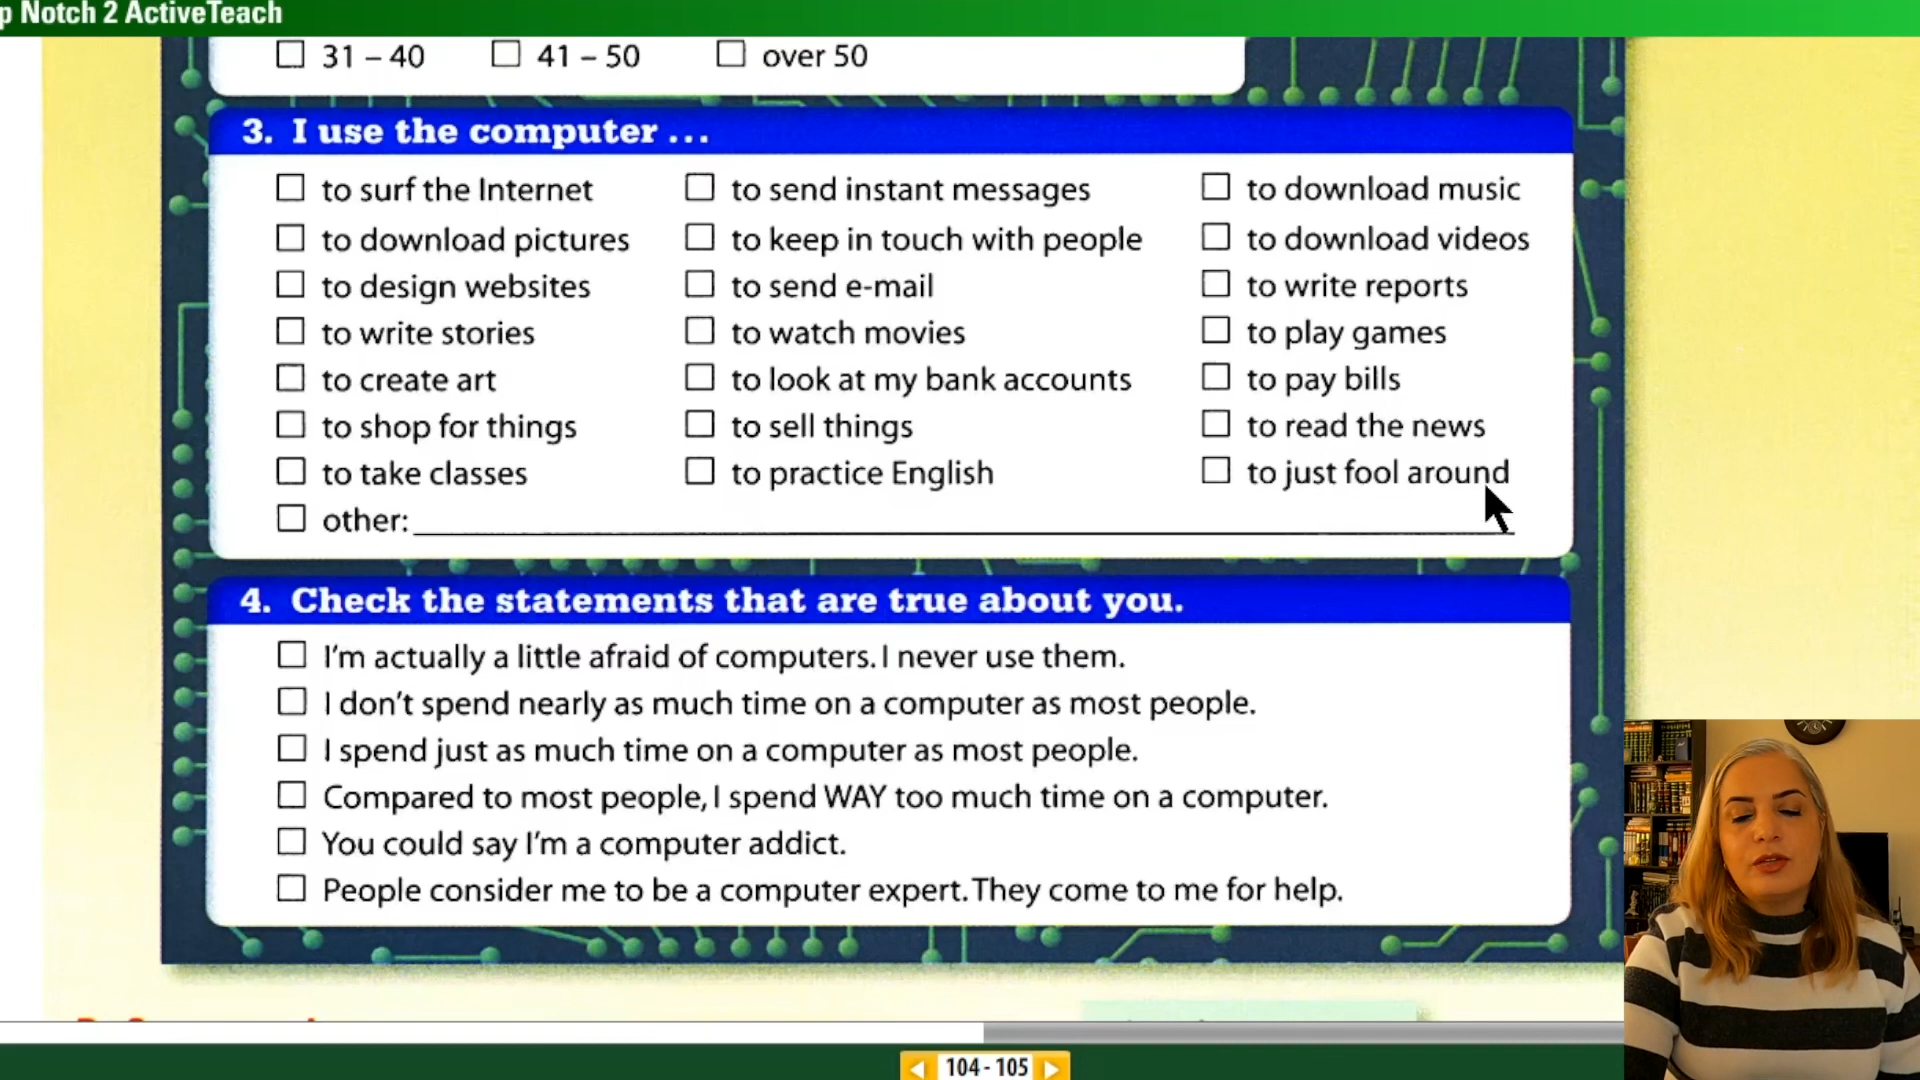 p Notch 2 ActiveTeach
31 – 40 41 – 50 over 50
3. I use the computer ...
to surf the Internet to send instant messages to download music
to download pictures to keep in touch with people to download videos
to design websites to send e-mail to write reports
to write stories to watch movies to play games
to create art to look at my bank accounts to pay bills
to shop for things to sell things to read the news
to take classes to practice English to just fool around
other:
4. Check the statements that are true about you.
I'm actually a little afraid of computers. I never use them.
I don't spend nearly as much time on a computer as most people.
I spend just as much time on a computer as most people.
Compared to most people, I spend WAY too much time on a computer.
You could say I'm a computer addict.
People consider me to be a computer expert. They come to me for help.
104 - 105